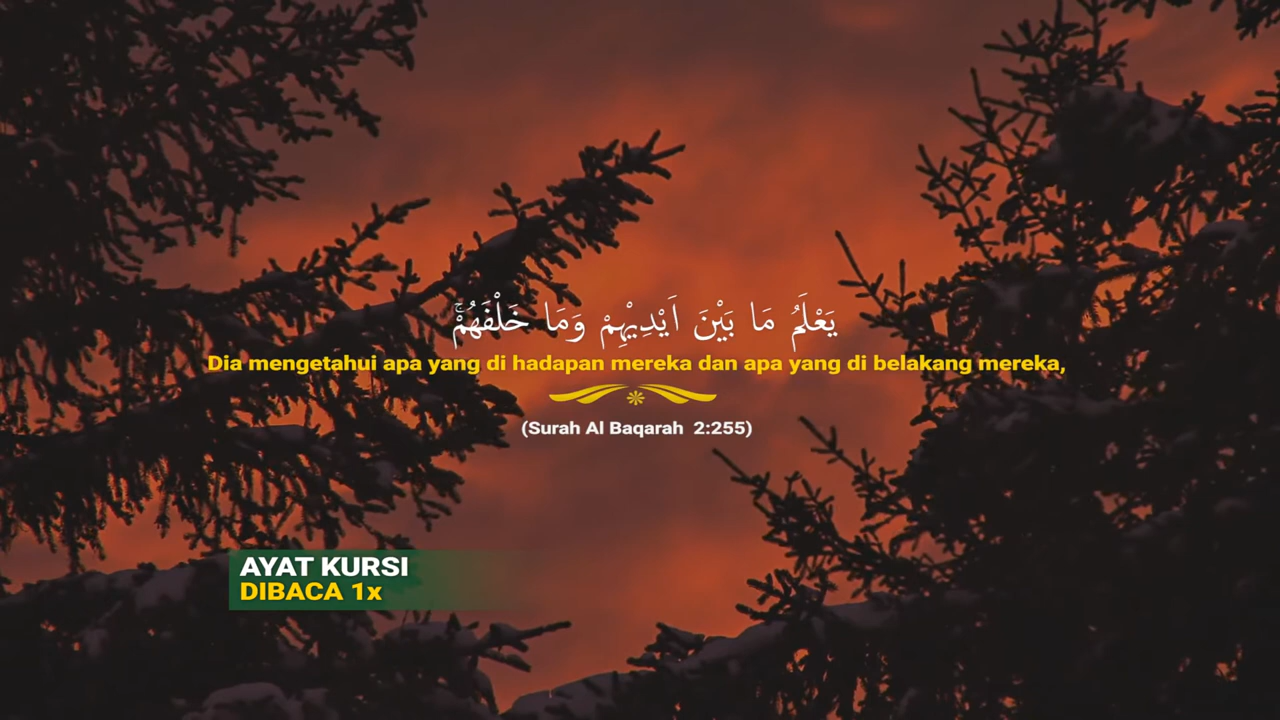 يَعْلَمُ مَا بَيْنَ اَيْدِيْهِمْ وَمَا خَلْفَهُمْۚ
Dia mengetahui apa yang di hadapan mereka dan apa yang di belakang mereka,
(Surah Al Baqarah 2:255)
AYAT KURSI
DIBACA 1x